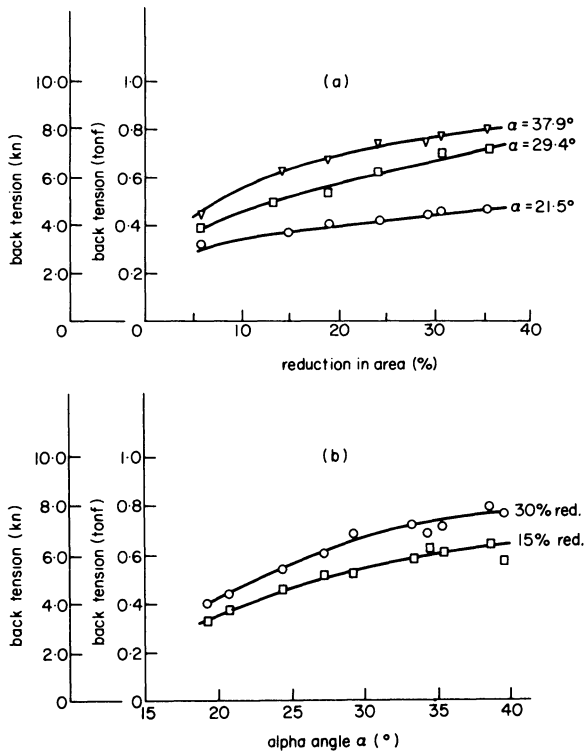 (a)
back tension (kn)
10·0
8·0
6·0
4·0
2·0
0
back tension (tonf)
1·0
0·8
0·6
0·4
0·2
0
α = 37·9°
α = 29·4°
α = 21·5°
10
20
30
40
reduction in area (%)
(b)
back tension (kn)
10·0
8·0
6·0
4·0
2·0
0
back tension (tonf)
1·0
0·8
0·6
0·4
0·2
0
30% red.
15% red.
15
20
25
30
35
40
alpha angle α (°)